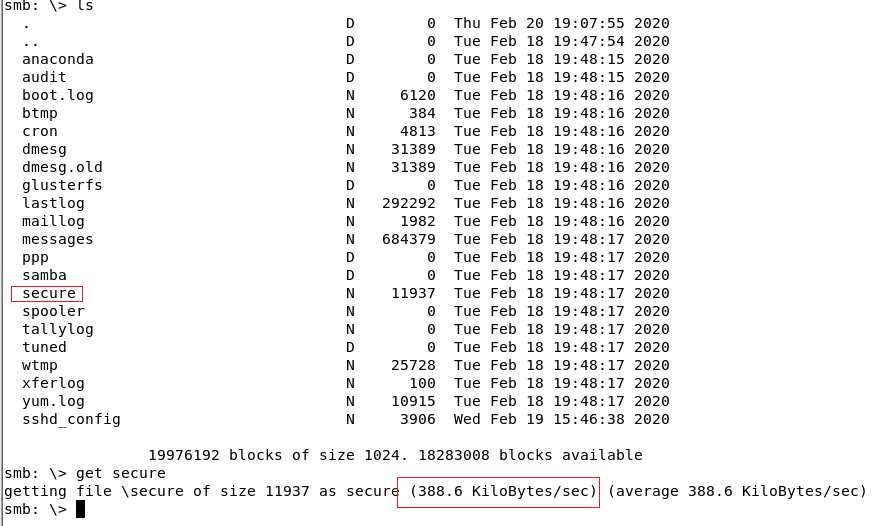 smb: \> ls
  .                                   D        0  Thu Feb 20 19:07:55 2020
  ..                                  D        0  Tue Feb 18 19:47:54 2020
  anaconda                            D        0  Tue Feb 18 19:48:15 2020
  audit                               D        0  Tue Feb 18 19:48:15 2020
  boot.log                            N     6120  Tue Feb 18 19:48:16 2020
  btmp                                N      384  Tue Feb 18 19:48:16 2020
  cron                                N     4813  Tue Feb 18 19:48:16 2020
  dmesg                               N    31389  Tue Feb 18 19:48:16 2020
  dmesg.old                           N    31389  Tue Feb 18 19:48:16 2020
  glusterfs                           D        0  Tue Feb 18 19:48:16 2020
  lastlog                             N   292292  Tue Feb 18 19:48:16 2020
  maillog                             N     1982  Tue Feb 18 19:48:16 2020
  messages                            N   684379  Tue Feb 18 19:48:17 2020
  ppp                                 D        0  Tue Feb 18 19:48:17 2020
  samba                               D        0  Tue Feb 18 19:48:17 2020
  secure                              N    11937  Tue Feb 18 19:48:17 2020
  spooler                             N        0  Tue Feb 18 19:48:17 2020
  tallylog                            N        0  Tue Feb 18 19:48:17 2020
  tuned                               D        0  Tue Feb 18 19:48:17 2020
  wtmp                                N    25728  Tue Feb 18 19:48:17 2020
  xferlog                             N      100  Tue Feb 18 19:48:17 2020
  yum.log                             N    10915  Tue Feb 18 19:48:17 2020
  sshd_config                         N     3906  Wed Feb 19 15:46:38 2020

                19976192 blocks of size 1024. 18283008 blocks available
smb: \> get secure
getting file \secure of size 11937 as secure (388.6 KiloBytes/sec) (average 388.6 KiloBytes/sec)
smb: \>